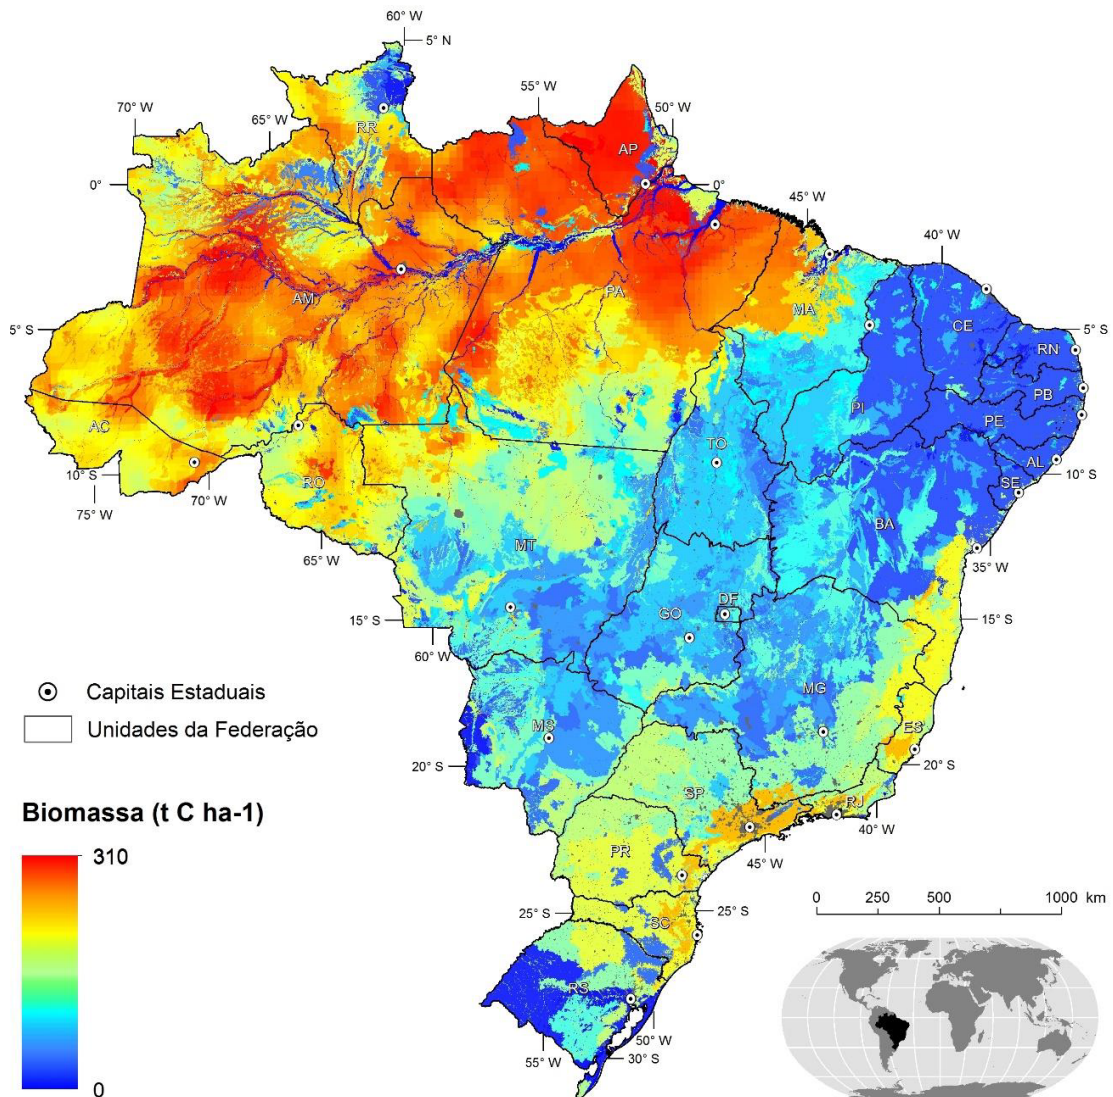 60° W
5° N
70° W
55° W
50° W
65° W
RR
AP
0°
0°
45° W
40° W
AM
PA
MA
CE
5° S
5° S
RN
PI
PB
PE
AC
TO
AL
10° S
10° S
RO
SE
75° W
70° W
BA
MT
35° W
65° W
DF
15° S
GO
15° S
60° W
Capitais Estaduais
MG
Unidades da Federação
MS
ES
20° S
20° S
SP
RJ
Biomassa (t C ha-1)
40° W
PR
45° W
310
0 250 500 1000 km
25° S
SC
25° S
RS
50° W
55° W
30° S
0